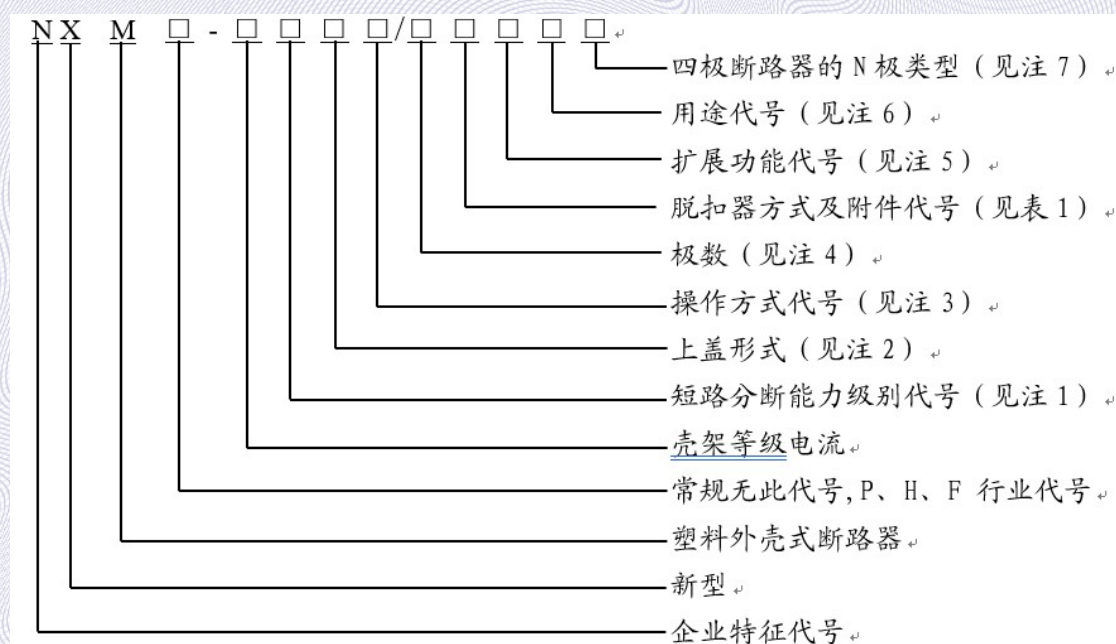 NX M □ - □ □ □ □/□ □ □ □ □
四极断路器的 N 极类型（见注 7）
用途代号（见注 6）
扩展功能代号（见注 5）
脱扣器方式及附件代号（见表 1）
极数（见注 4）
操作方式代号（见注 3）
上盖形式（见注 2）
短路分断能力级别代号（见注 1）
壳架等级电流
常规无此代号,P、H、F 行业代号
塑料外壳式断路器
新型
企业特征代号